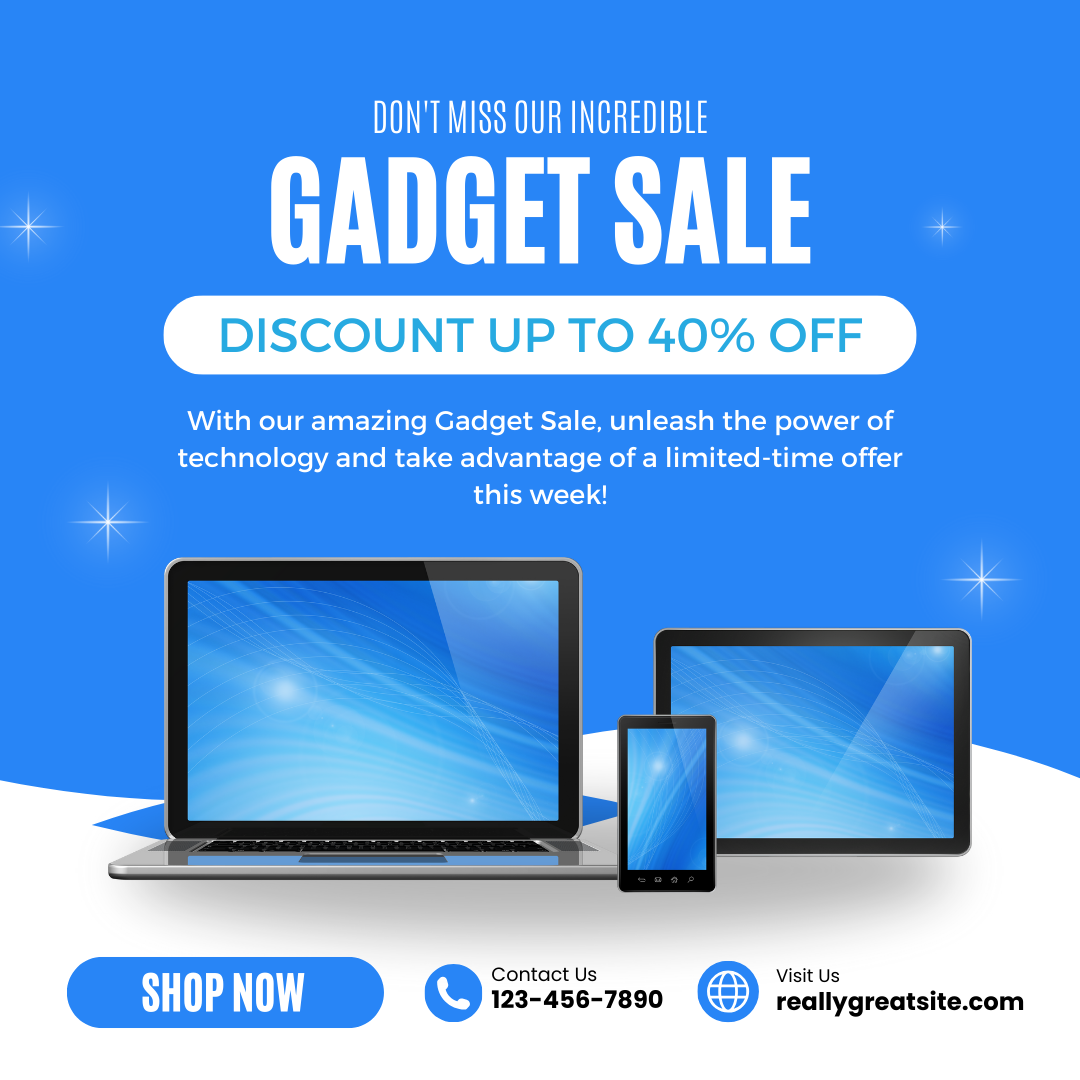 DON'T MISS OUR INCREDIBLE
GADGET SALE
DISCOUNT UP TO 40% OFF
With our amazing Gadget Sale, unleash the power of
technology and take advantage of a limited-time offer
this week!
SHOP NOW
Contact Us
123-456-7890
Visit Us
reallygreatsite.com